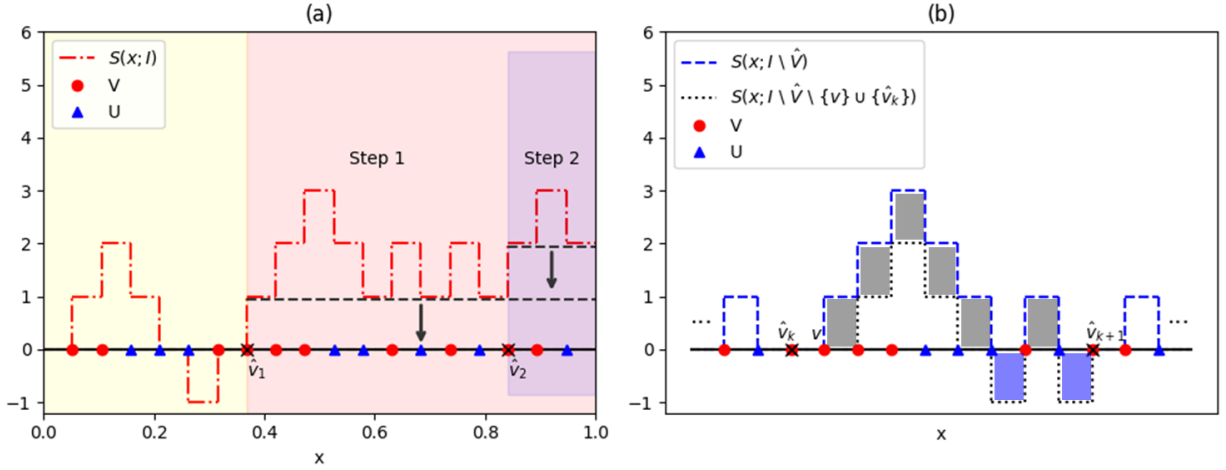 (a)
6
5
4
3
2
1
0
−1
S(x; I)
V
U
Step 1
Step 2
v̂₁
v̂₂
0.0 0.2 0.4 0.6 0.8 1.0
x
(b)
6
5
4
3
2
1
0
−1
S(x; I \ V̂)
S(x; I \ V̂ \ {v} ∪ {v̂ₖ})
V
U
...
v̂ₖ
v
v̂ₖ₊₁
...
x